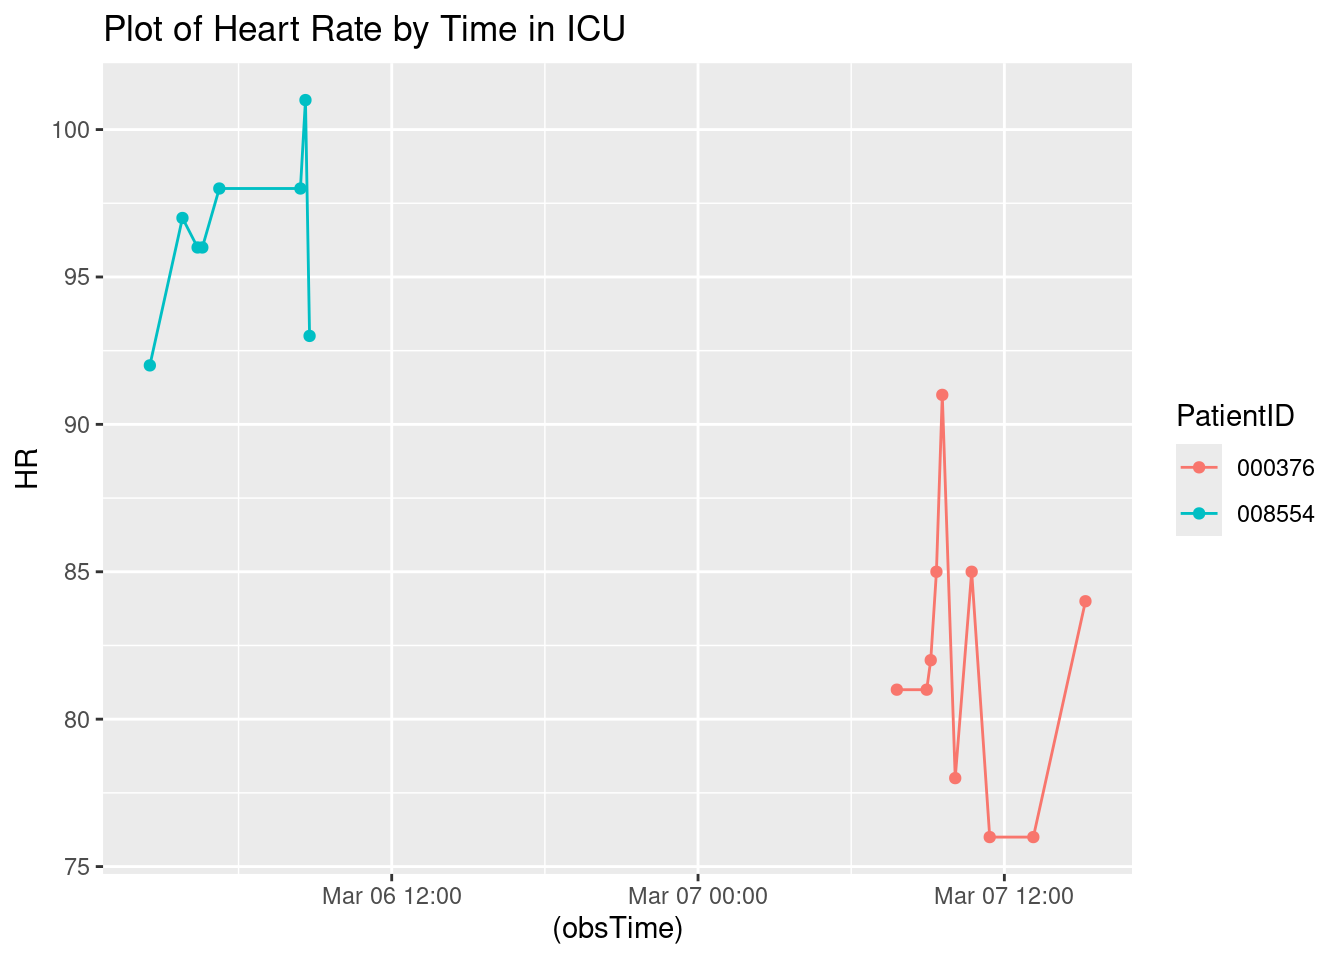 Plot of Heart Rate by Time in ICU
100
95
90
85
80
75
HR
Mar 06 12:00
Mar 07 00:00
Mar 07 12:00
(obsTime)
PatientID
000376
008554